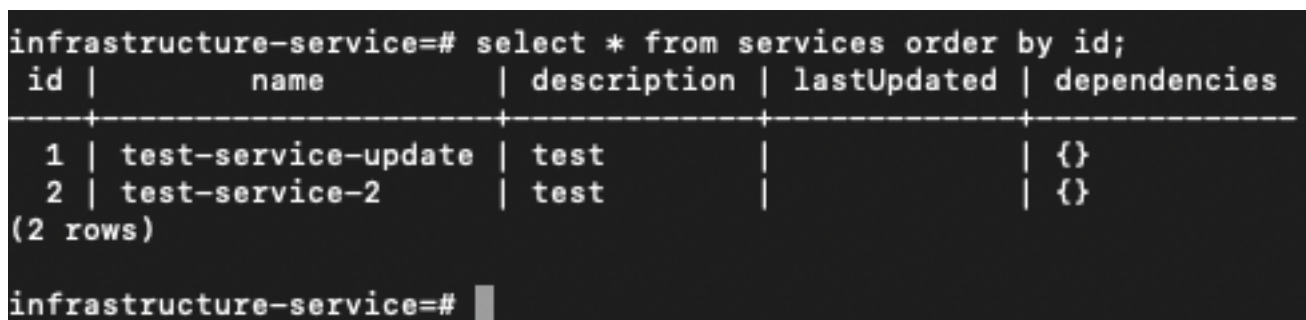 infrastructure-service=# select * from services order by id;
 id |        name         | description | lastUpdated | dependencies
----+---------------------+-------------+-------------+--------------
  1 | test-service-update | test        |             | {}
  2 | test-service-2      | test        |             | {}
(2 rows)
infrastructure-service=#